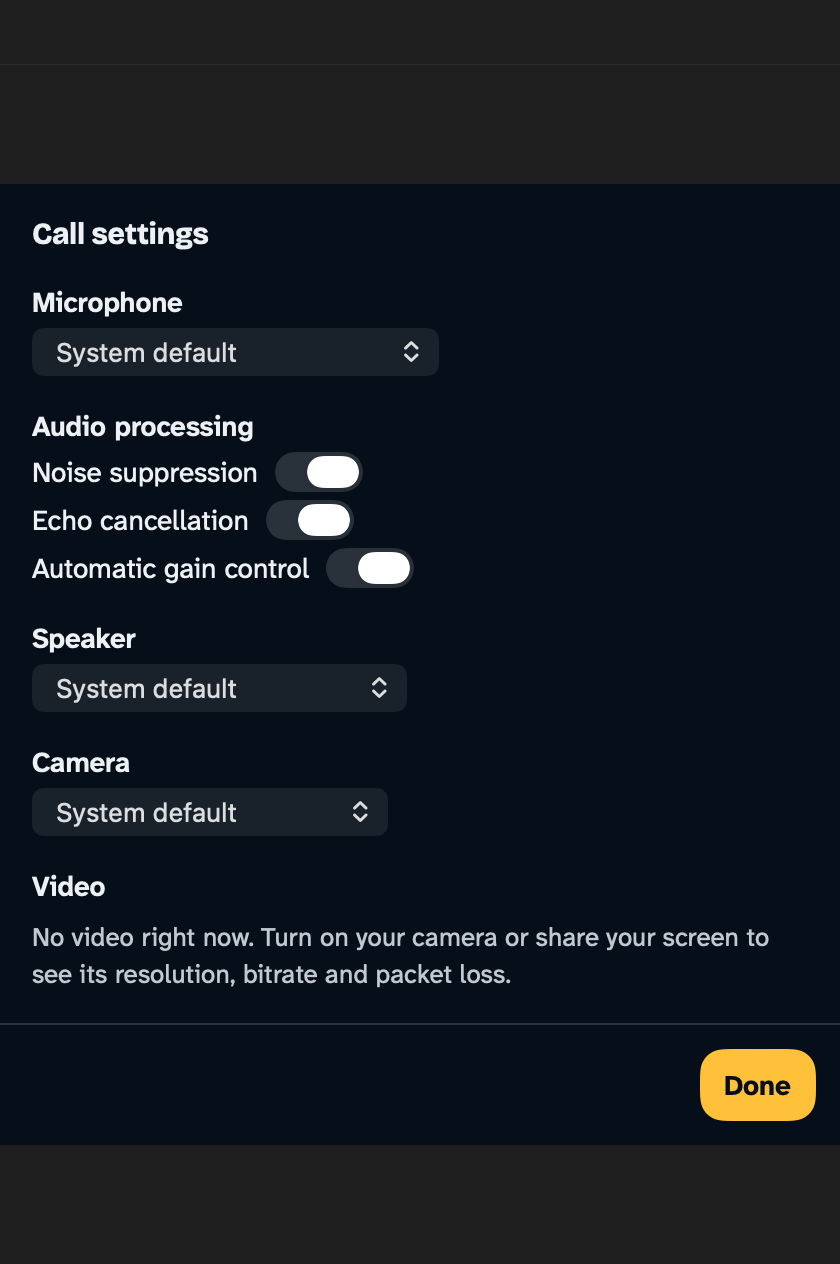 Call settings
Microphone
System default
Audio processing
Noise suppression
Echo cancellation
Automatic gain control
Speaker
System default
Camera
System default
Video
No video right now. Turn on your camera or share your screen to
see its resolution, bitrate and packet loss.
Done